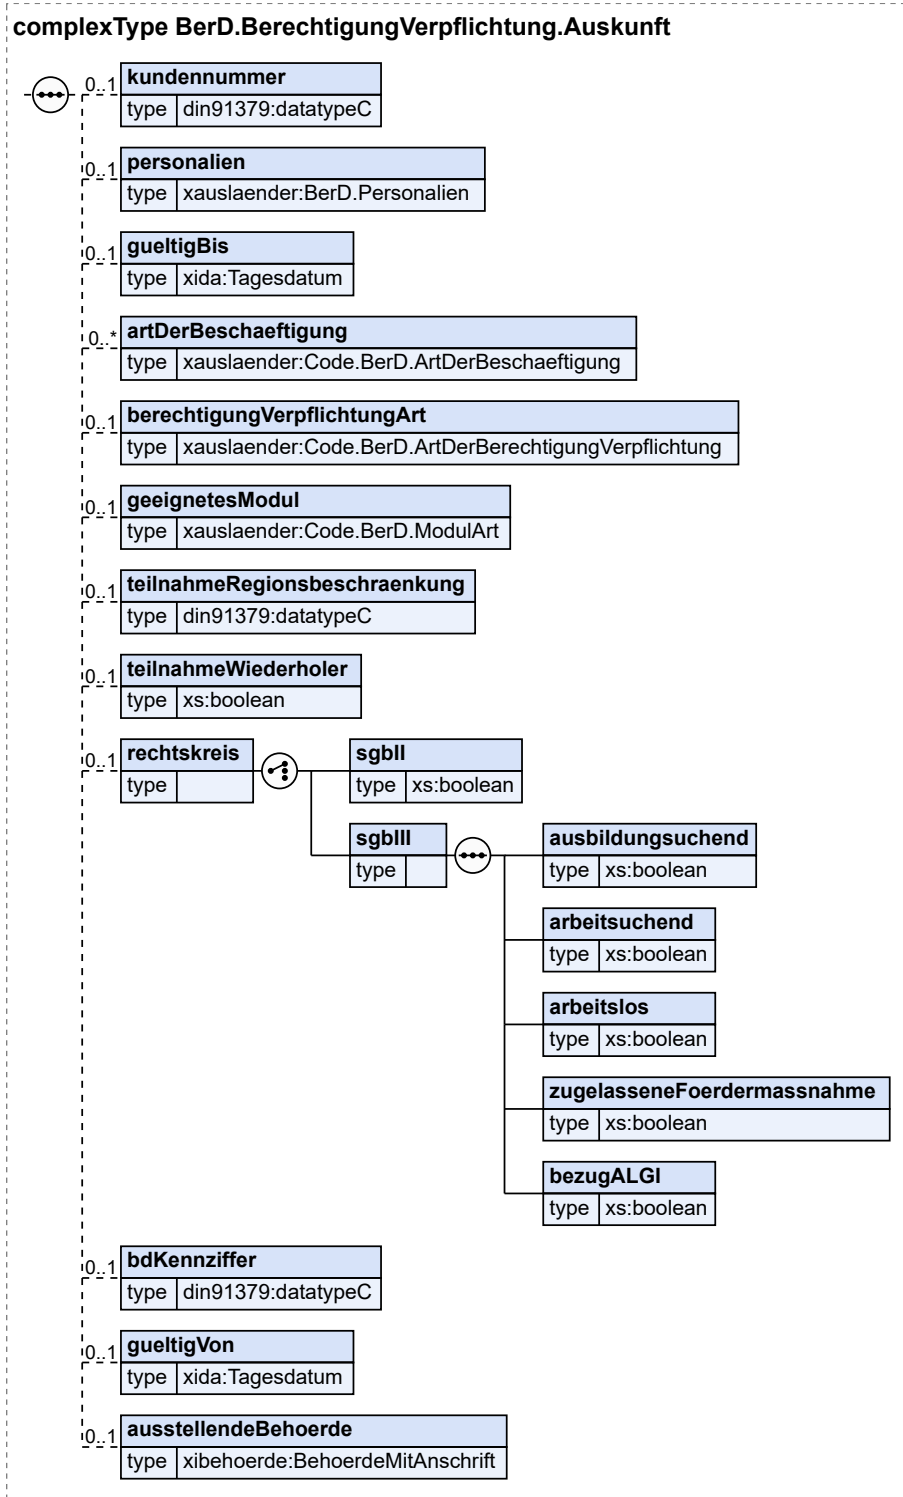 complexType BerD.BerechtigungVerpflichtung.Auskunft
0..1 kundennummer
type din91379:datatypeC
0..1 personalien
type xauslaender:BerD.Personalien
0..1 gueltigBis
type xida:Tagesdatum
0..* artDerBeschaeftigung
type xauslaender:Code.BerD.ArtDerBeschaeftigung
0..1 berechtigungVerpflichtungArt
type xauslaender:Code.BerD.ArtDerBerechtigungVerpflichtung
0..1 geeignetesModul
type xauslaender:Code.BerD.ModulArt
0..1 teilnahmeRegionsbeschraenkung
type din91379:datatypeC
0..1 teilnahmeWiederholer
type xs:boolean
0..1 rechtskreis
type
sgbII
type xs:boolean
sgbIII
type
ausbildungsuchend
type xs:boolean
arbeitsuchend
type xs:boolean
arbeitslos
type xs:boolean
zugelasseneFoerdermassnahme
type xs:boolean
bezugALGI
type xs:boolean
0..1 bdKennziffer
type din91379:datatypeC
0..1 gueltigVon
type xida:Tagesdatum
0..1 ausstellendeBehoerde
type xibehoerde:BehoerdeMitAnschrift